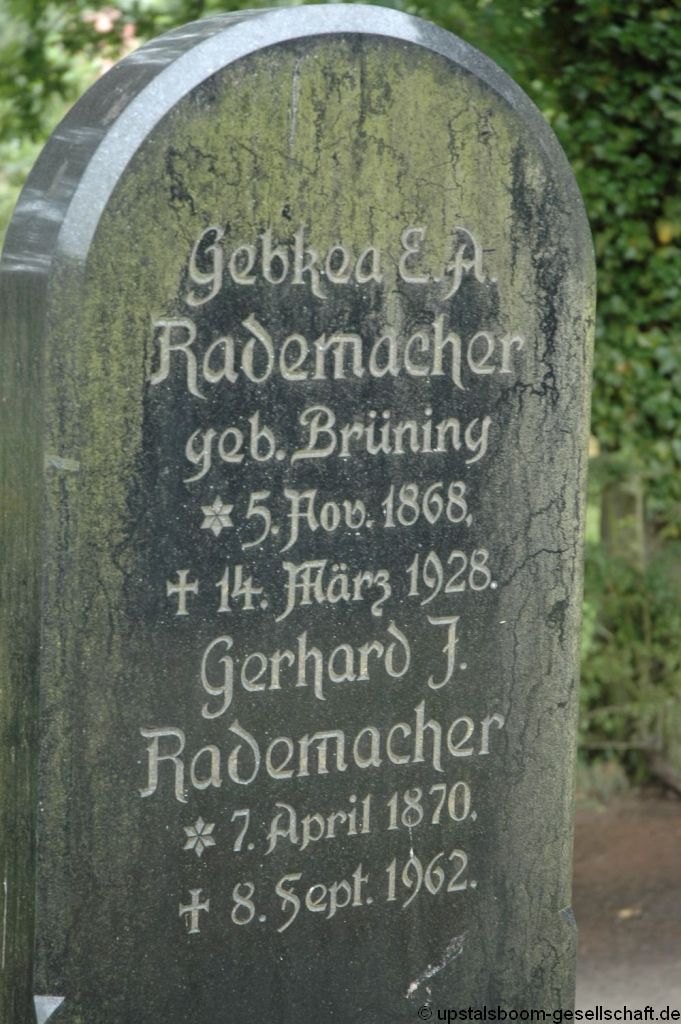 Gebkea E. A.
Rademacher
geb. Brüning
* 5. Nov. 1868.
† 14. März 1928.
Gerhard J.
Rademacher
* 7. April 1870.
† 8. Sept. 1962.
© upstalsboom-gesellschaft.de